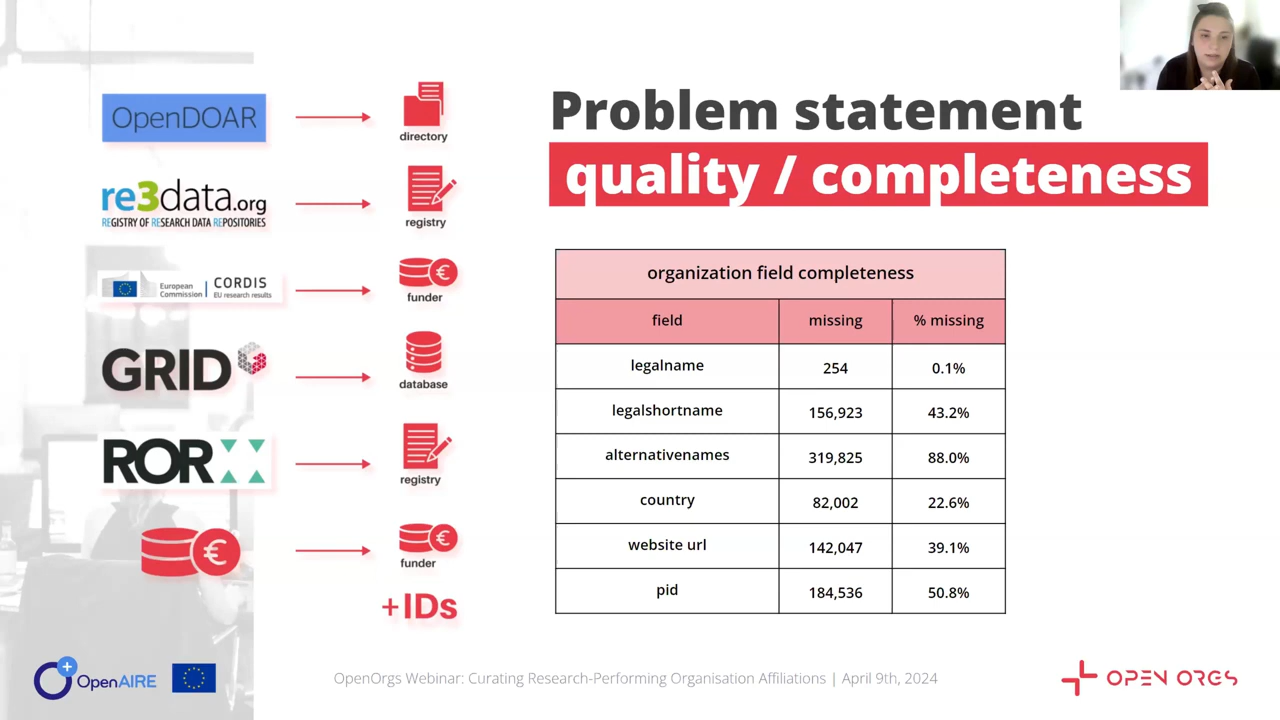 OpenDOAR
directory
re3data.org
REGISTRY OF RESEARCH DATA REPOSITORIES
registry
European
Commission
CORDIS
EU research results
funder
GRID
database
ROR
registry
€
funder
+IDs
Problem statement
quality / completeness
organization field completeness
field missing % missing
legalname 254 0.1%
legalshortname 156,923 43.2%
alternativenames 319,825 88.0%
country 82,002 22.6%
website url 142,047 39.1%
pid 184,536 50.8%
OpenAIRE
OpenOrgs Webinar: Curating Research-Performing Organisation Affiliations | April 9th, 2024
OPEN ORGS